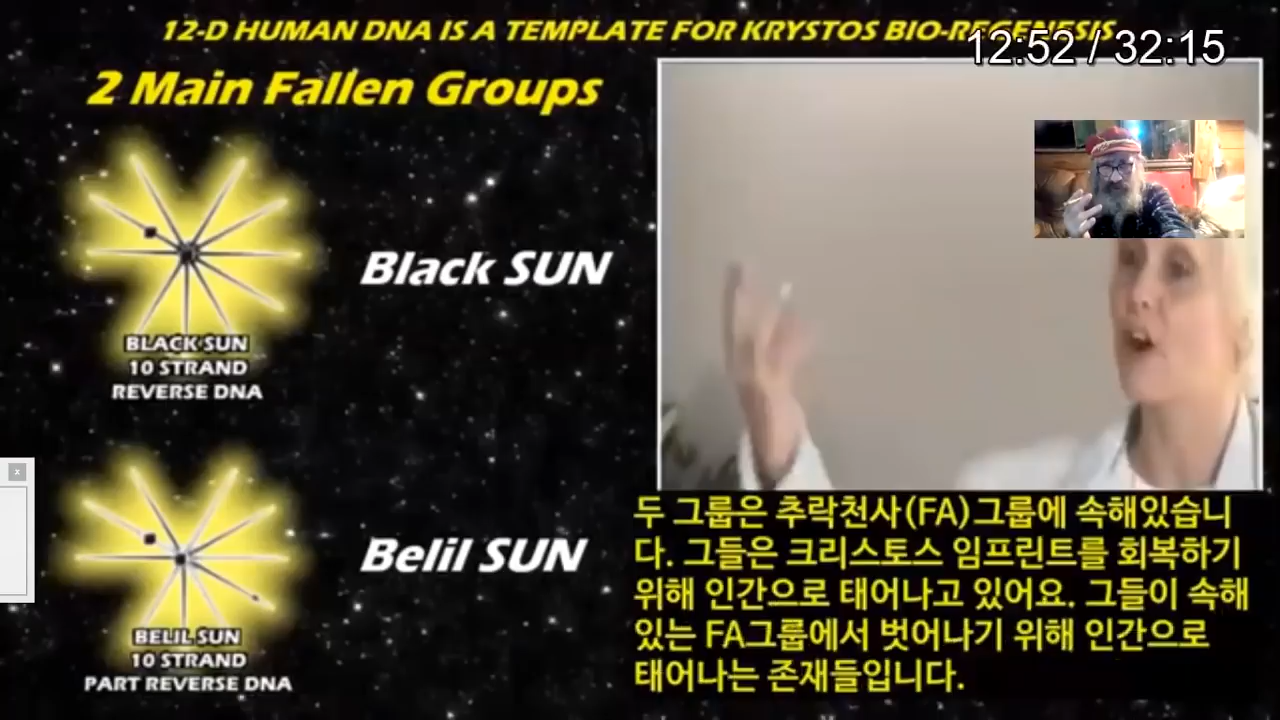 12-D HUMAN DNA IS A TEMPLATE FOR KRYSTOS BIO-REGENESIS
12:52 / 32:15
2 Main Fallen Groups
Black SUN
BLACK SUN
10 STRAND
REVERSE DNA
Belil SUN
BELIL SUN
10 STRAND
PART REVERSE DNA
두 그룹은 추락천사(FA)그룹에 속해있습니
다. 그들은 크리스토스 임프린트를 회복하기
위해 인간으로 태어나고 있어요. 그들이 속해
있는 FA그룹에서 벗어나기 위해 인간으로
태어나는 존재들입니다.
x